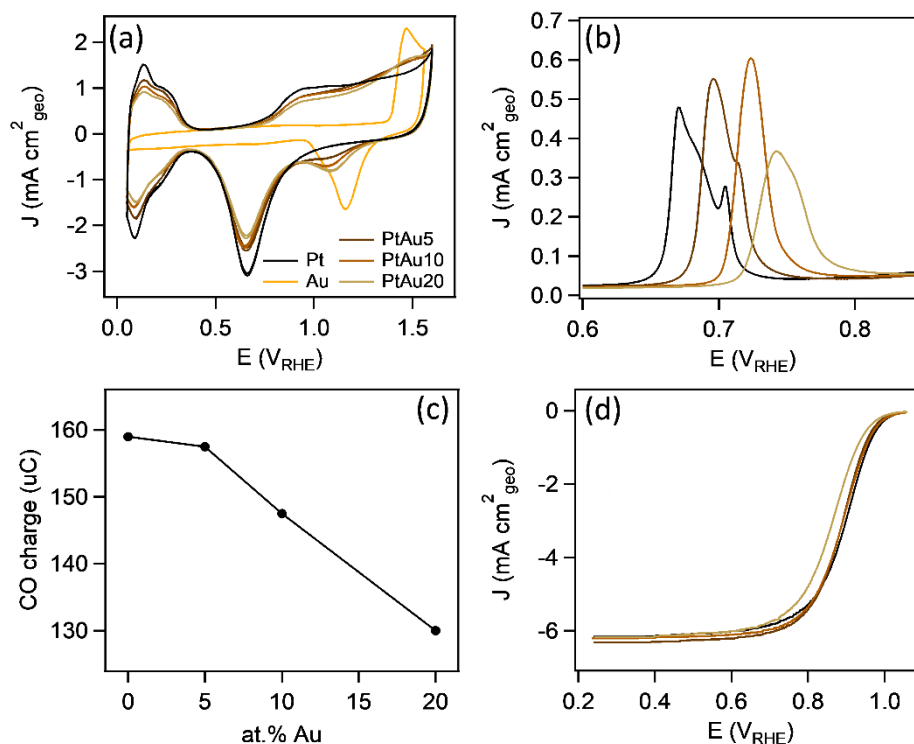 (a)
J (mA cm²geo)
2
1
0
-1
-2
-3
Pt
Au
PtAu5
PtAu10
PtAu20
0.0 0.5 1.0 1.5
E (VRHE)
(b)
J (mA cm²geo)
0.7
0.6
0.5
0.4
0.3
0.2
0.1
0.0
0.6 0.7 0.8
E (VRHE)
(c)
CO charge (uC)
160
150
140
130
0 5 10 15 20
at.% Au
(d)
J (mA cm²geo)
0
-2
-4
-6
0.2 0.4 0.6 0.8 1.0
E (VRHE)